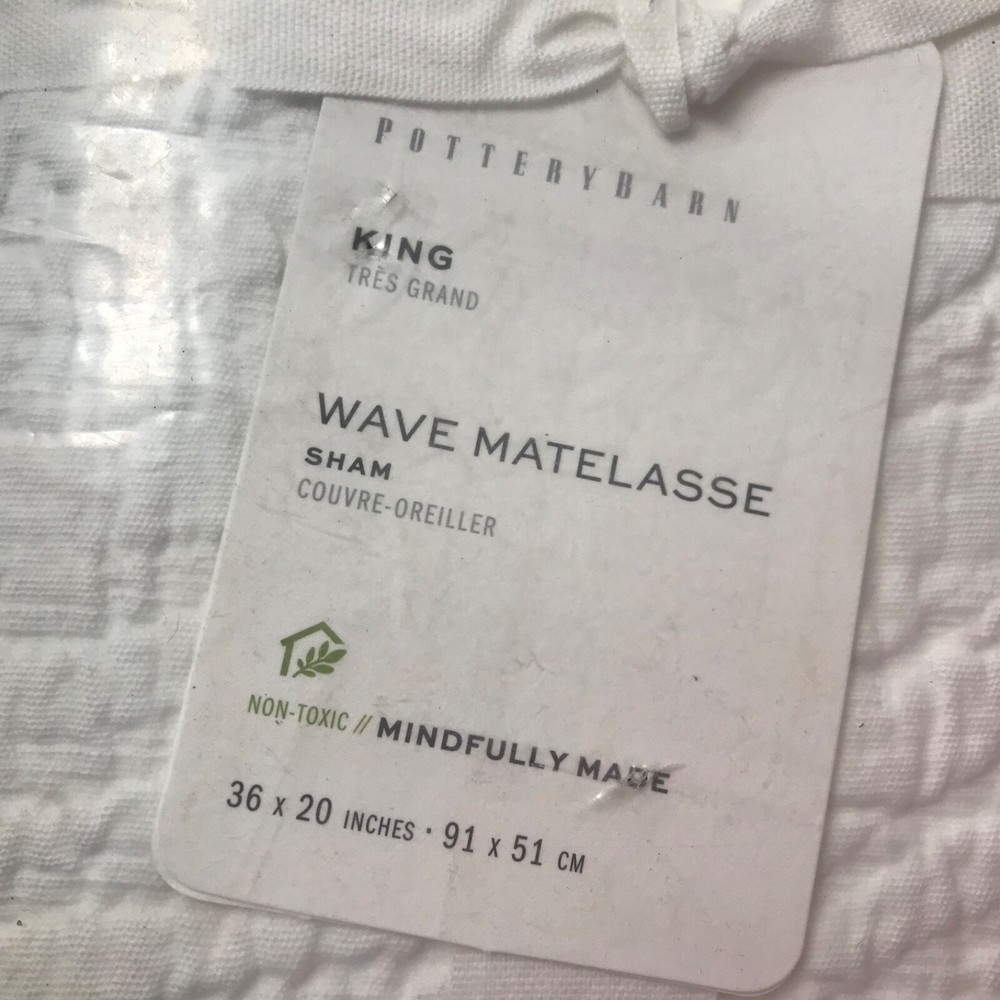 POTTERYBARN
KING
TRÈS GRAND
WAVE MATELASSE
SHAM
COUVRE-OREILLER
NON-TOXIC // MINDFULLY MADE
36 x 20 INCHES · 91 x 51 CM